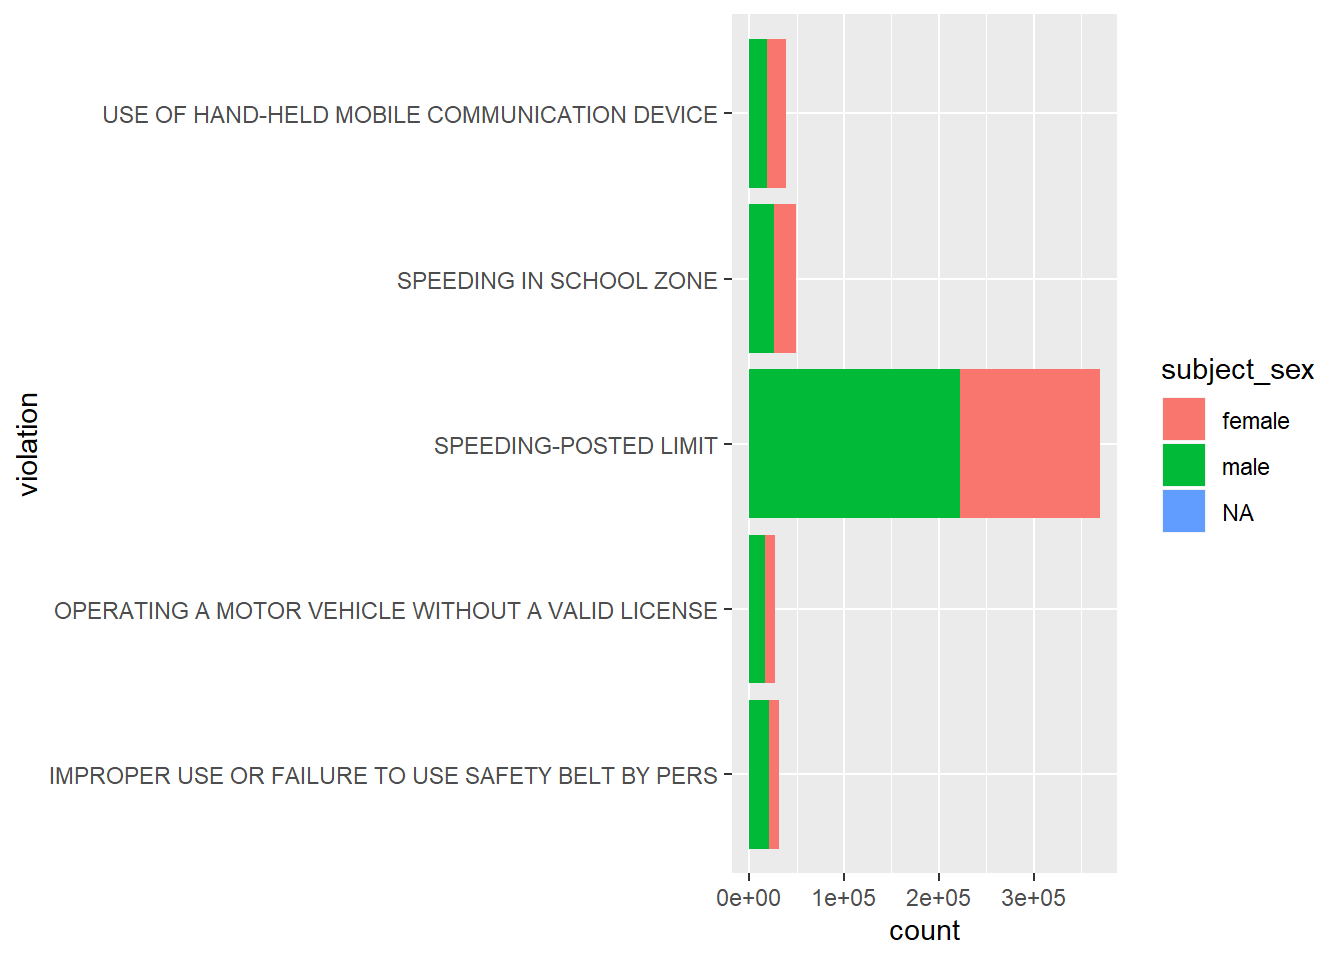 USE OF HAND-HELD MOBILE COMMUNICATION DEVICE
SPEEDING IN SCHOOL ZONE
SPEEDING-POSTED LIMIT
OPERATING A MOTOR VEHICLE WITHOUT A VALID LICENSE
IMPROPER USE OR FAILURE TO USE SAFETY BELT BY PERS
violation
0e+00 1e+05 2e+05 3e+05
count
subject_sex
female
male
NA